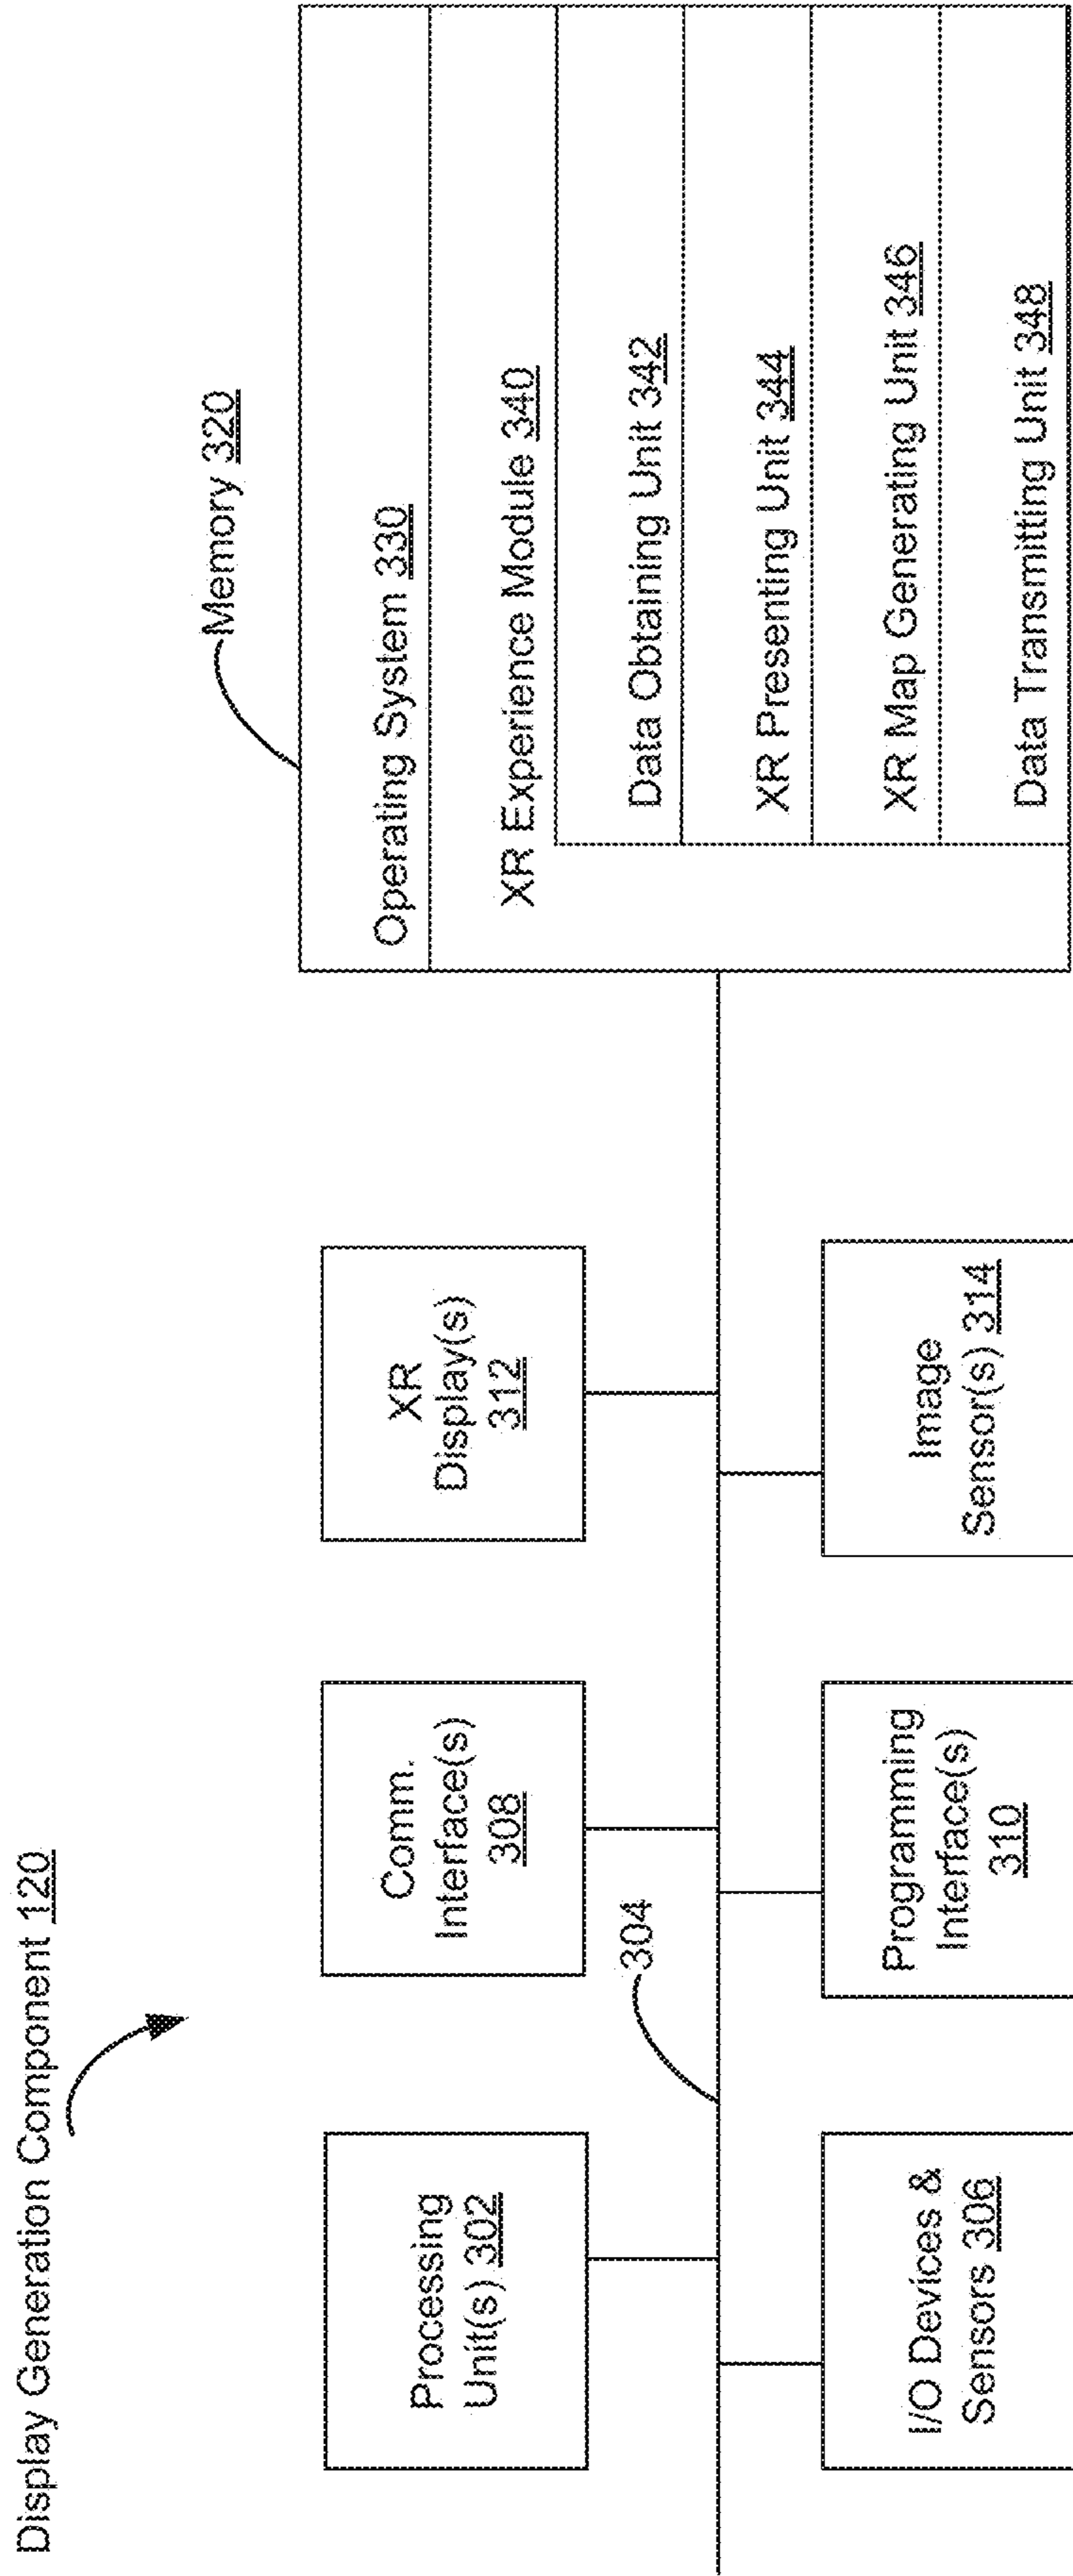 Display Generation Component 120
Processing
Unit(s) 302
Comm.
Interface(s)
308
XR
Display(s)
312
304
I/O Devices &
Sensors 306
Programming
Interface(s)
310
Image
Sensor(s) 314
Memory 320
Operating System 330
XR Experience Module 340
Data Obtaining Unit 342
XR Presenting Unit 344
XR Map Generating Unit 346
Data Transmitting Unit 348